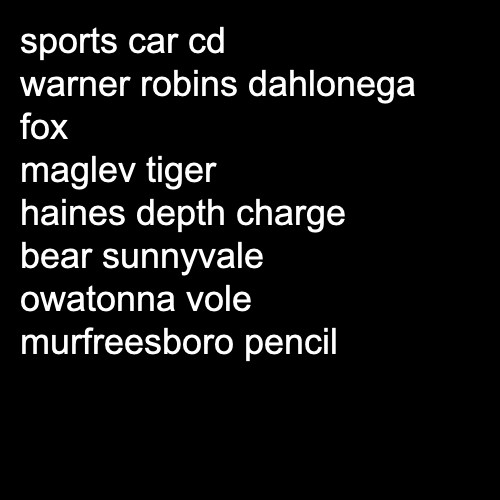 sports car cd
warner robins dahlonega
fox
maglev tiger
haines depth charge
bear sunnyvale
owatonna vole
murfreesboro pencil